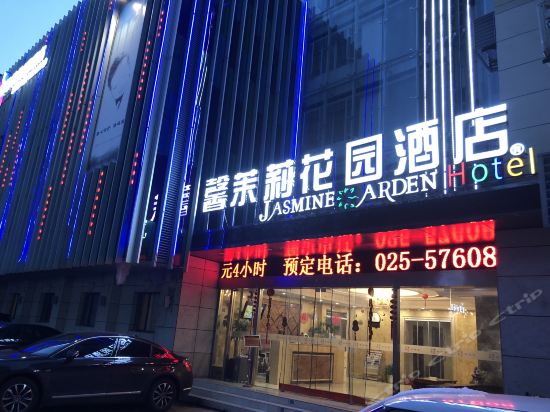 馨茉莉花园酒店®
JASMINE GARDEN Hotel
元4小时 预定电话：025-57608